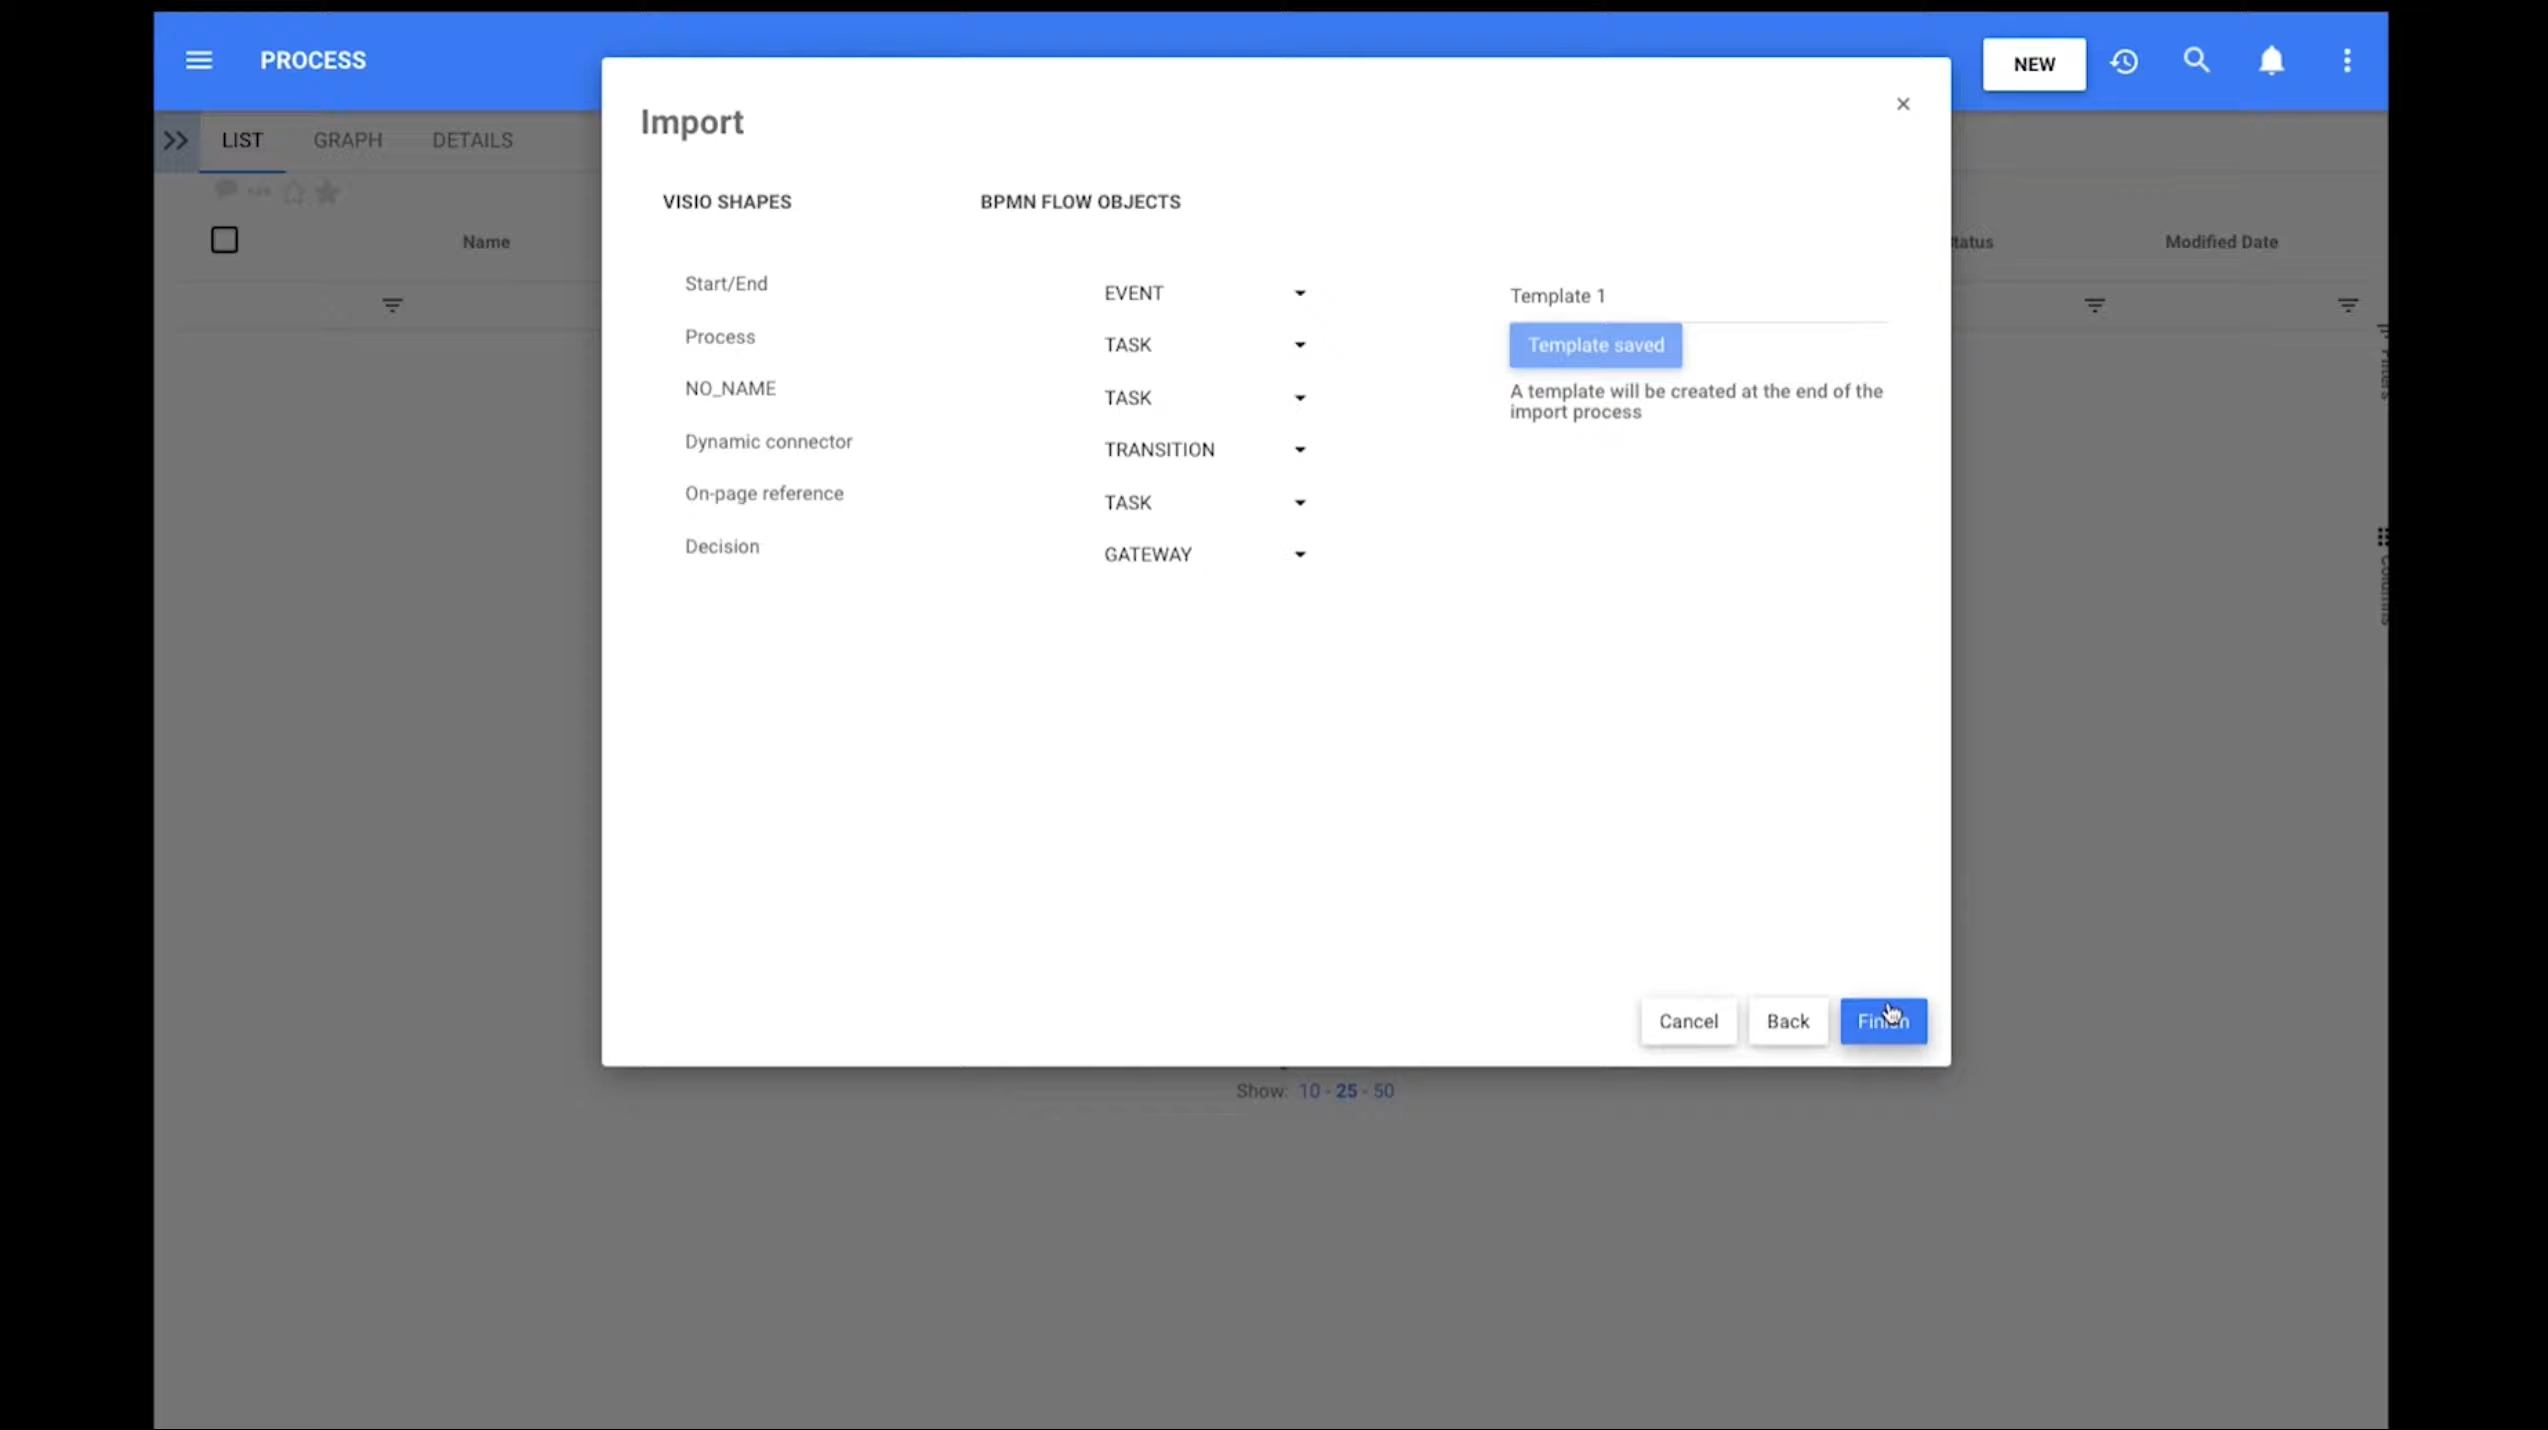 PROCESS
NEW
LIST GRAPH DETAILS
Import
VISIO SHAPES BPMN FLOW OBJECTS
Name
Modified Date
Start/End EVENT
Template 1
Process TASK
Template saved
NO_NAME TASK
A template will be created at the end of the
import process
Dynamic connector TRANSITION
On-page reference TASK
Decision GATEWAY
Cancel Back
Show: 10 - 25 - 50